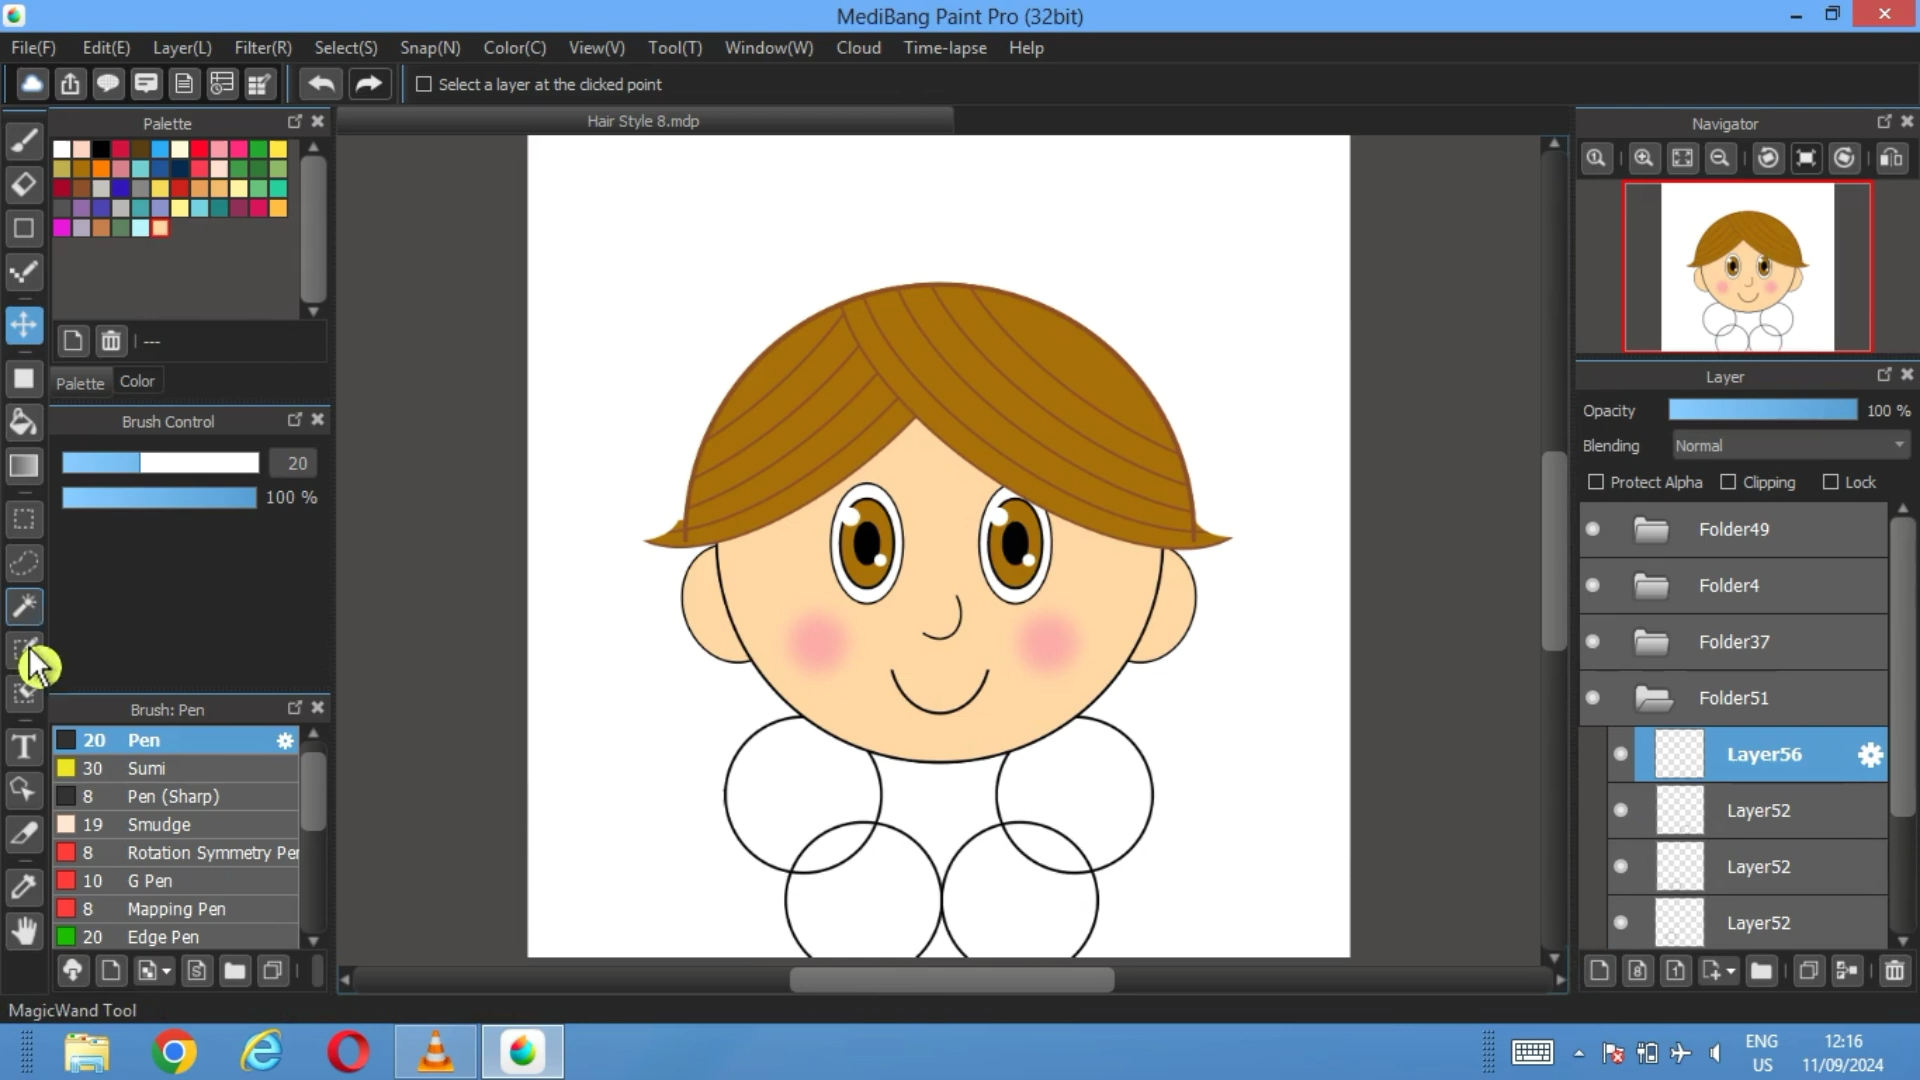 MediBang Paint Pro (32bit)
File(F) Edit(E) Layer(L) Filter(R) Select(S) Snap(N) Color(C) View(V) Tool(T) Window(W) Cloud Time-lapse Help
Select a layer at the clicked point
Palette
Hair Style 8.mdp
Navigator
---
Palette Color
Brush Control
20
100 %
Brush: Pen
20 Pen
30 Sumi
8 Pen (Sharp)
19 Smudge
8 Rotation Symmetry Pe
10 G Pen
8 Mapping Pen
20 Edge Pen
Layer
Opacity 100 %
Blending Normal
Protect Alpha Clipping Lock
Folder49
Folder4
Folder37
Folder51
Layer56
Layer52
Layer52
Layer52
MagicWand Tool
ENG
US
12:16
11/09/2024